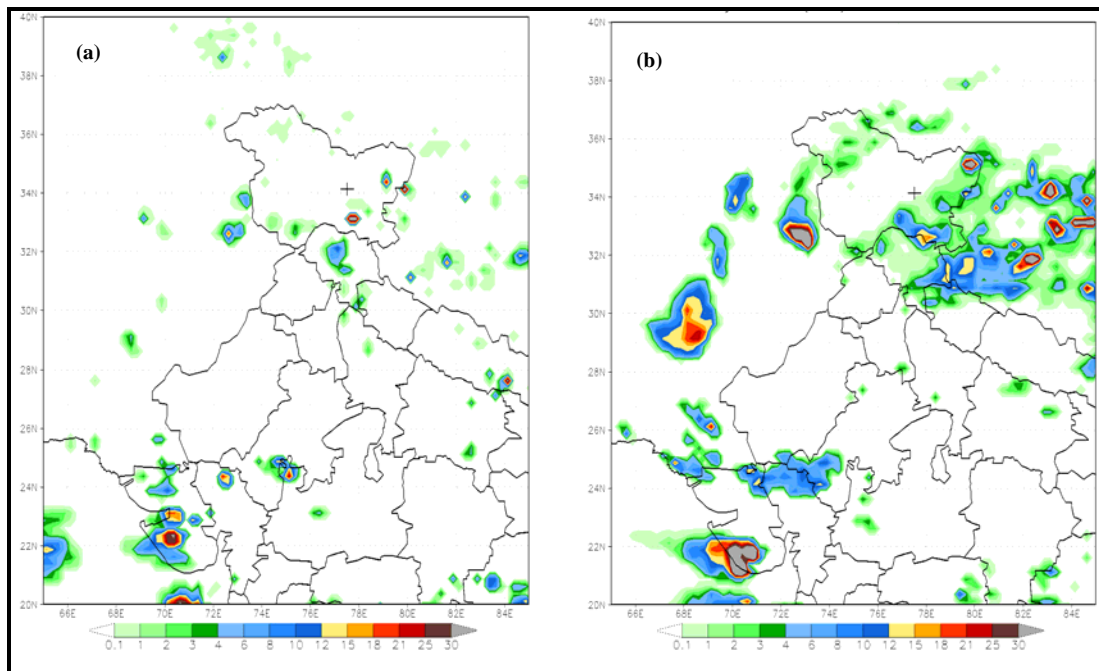 (a)
(b)
40N
38N
36N
34N
32N
30N
28N
26N
24N
22N
20N
66E 68E 70E 72E 74E 76E 78E 80E 82E 84E
0.1 1 2 3 4 6 8 10 12 15 18 21 25 30
40N
38N
36N
34N
32N
30N
28N
26N
24N
22N
20N
66E 68E 70E 72E 74E 76E 78E 80E 82E 84E
0.1 1 2 3 4 6 8 10 12 15 18 21 25 30